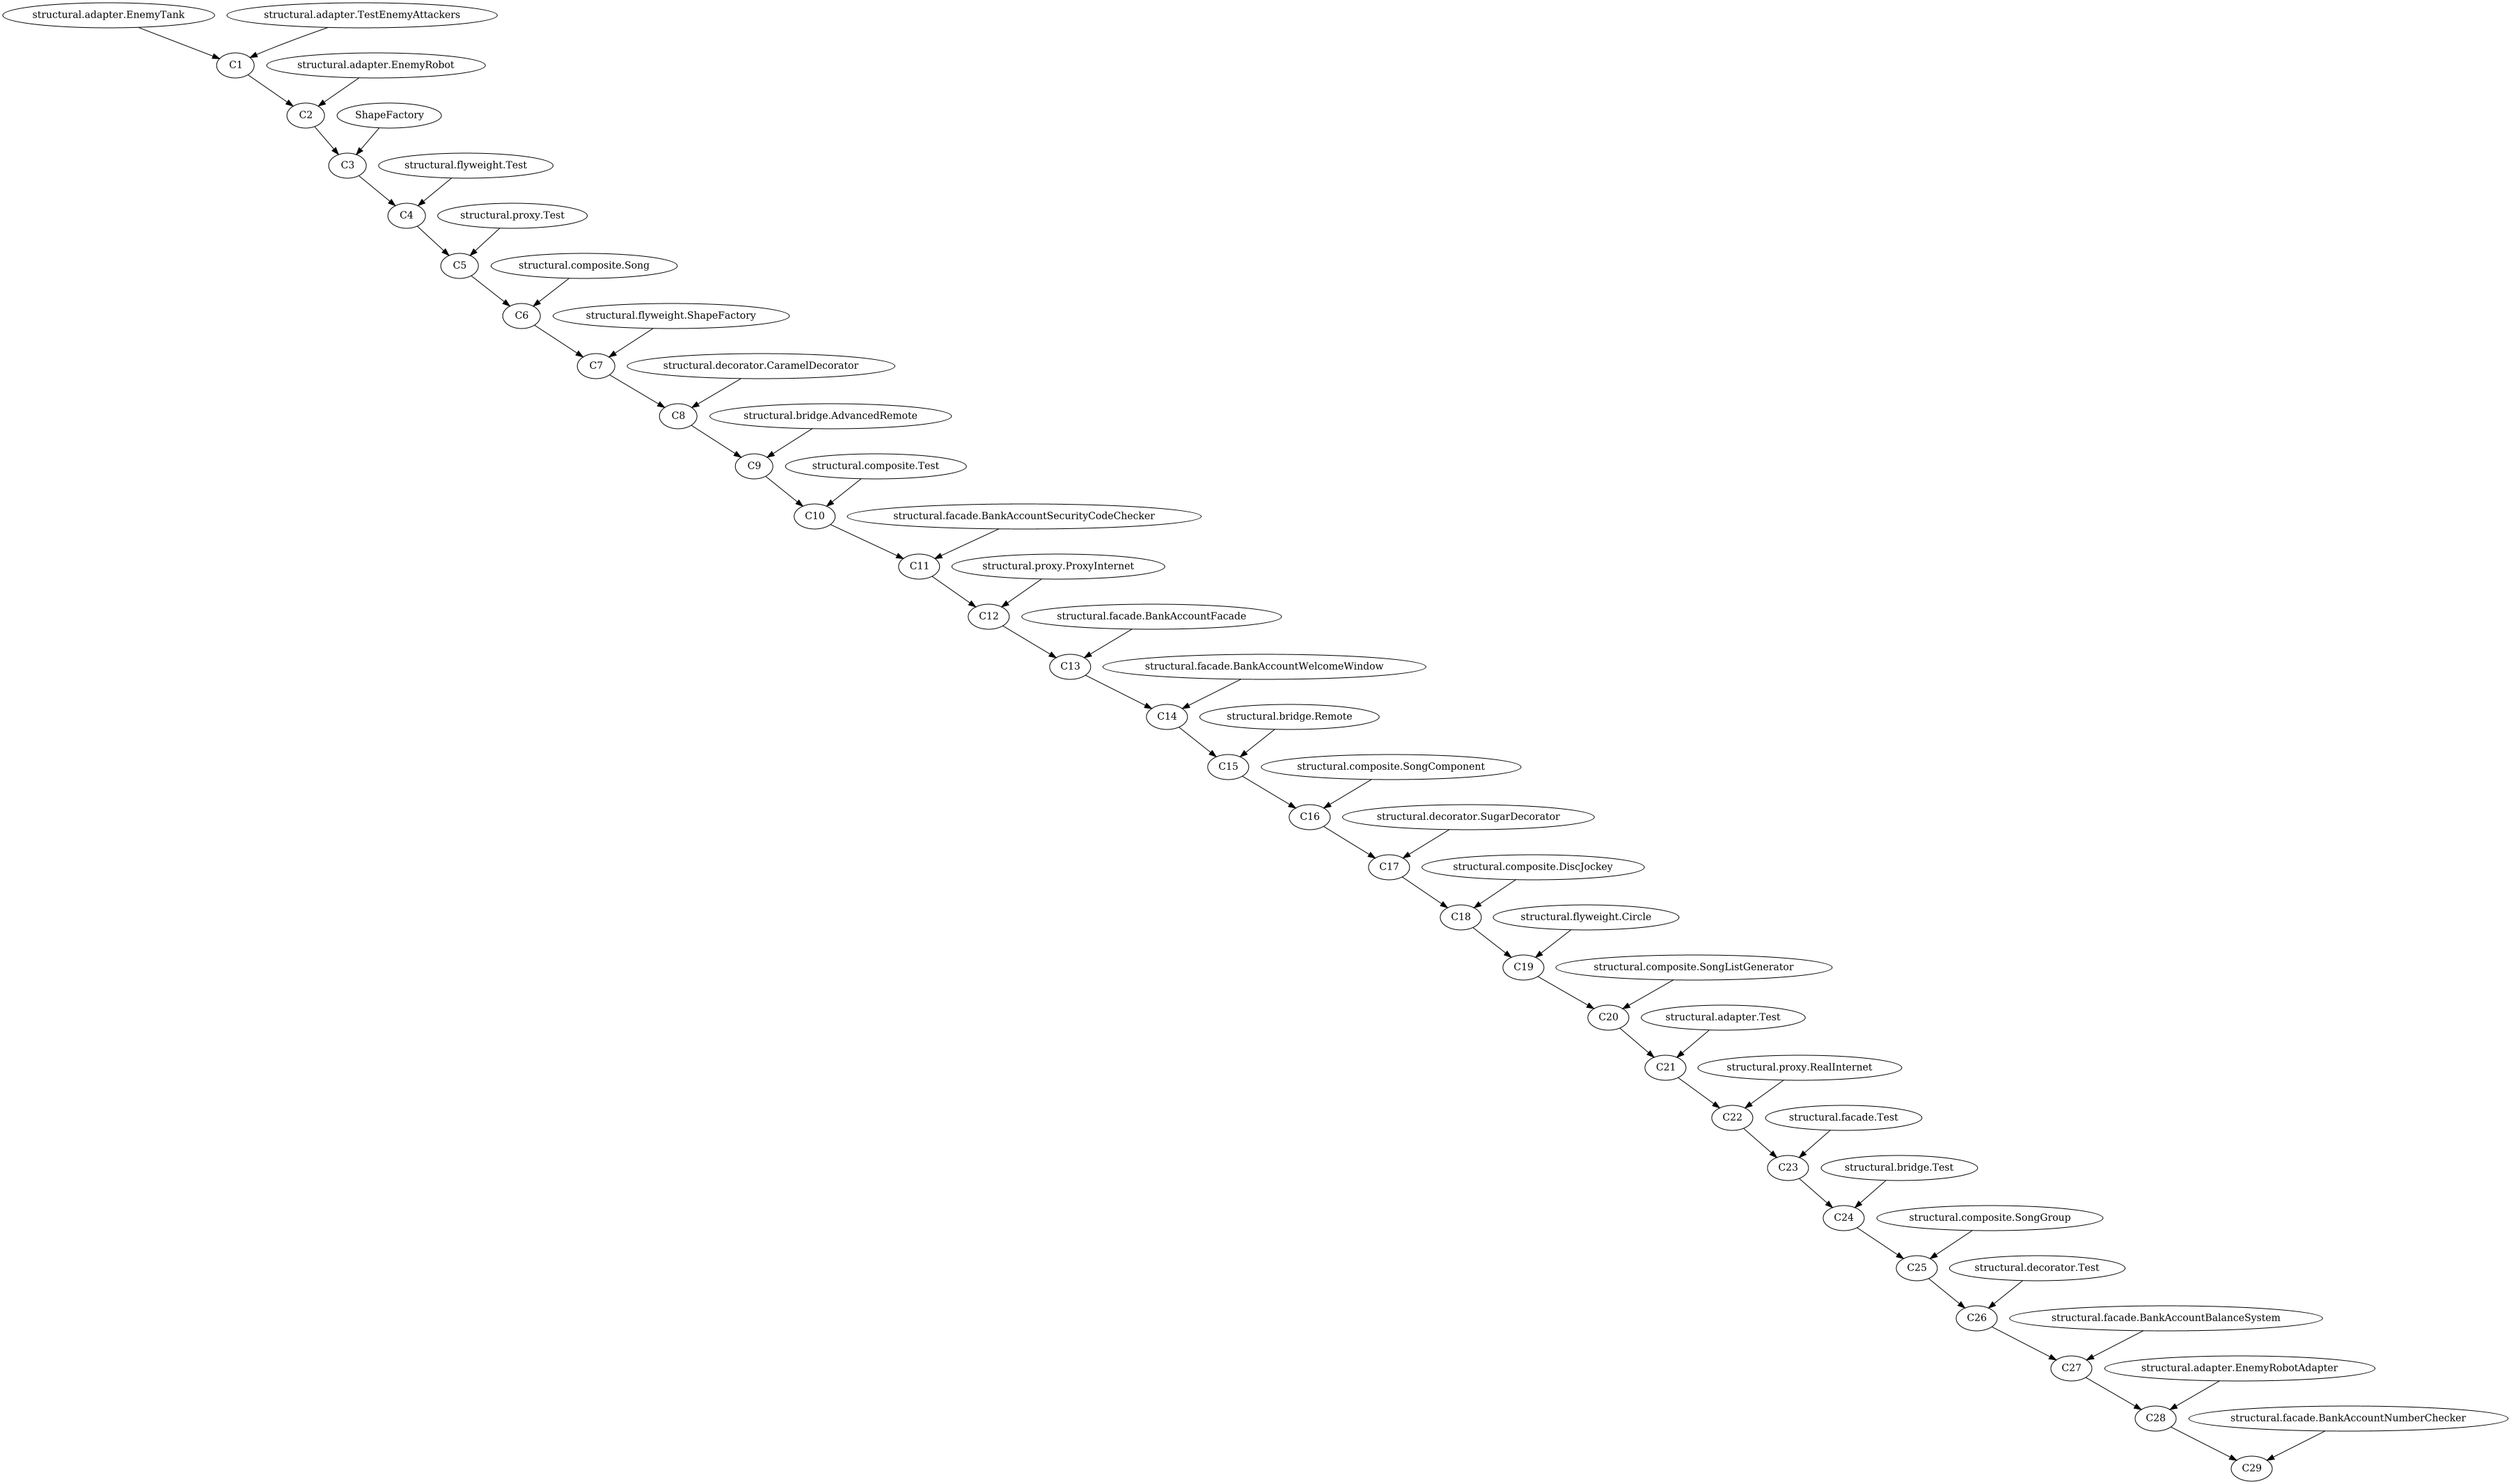 structural.adapter.EnemyTank
structural.adapter.TestEnemyAttackers
C1
structural.adapter.EnemyRobot
C2
ShapeFactory
C3
structural.flyweight.Test
C4
structural.proxy.Test
C5
structural.composite.Song
C6
structural.flyweight.ShapeFactory
C7
structural.decorator.CaramelDecorator
C8
structural.bridge.AdvancedRemote
C9
structural.composite.Test
C10
structural.facade.BankAccountSecurityCodeChecker
C11
structural.proxy.ProxyInternet
C12
structural.facade.BankAccountFacade
C13
structural.facade.BankAccountWelcomeWindow
C14
structural.bridge.Remote
C15
structural.composite.SongComponent
C16
structural.decorator.SugarDecorator
C17
structural.composite.DiscJockey
C18
structural.flyweight.Circle
C19
structural.composite.SongListGenerator
C20
structural.adapter.Test
C21
structural.proxy.RealInternet
C22
structural.facade.Test
C23
structural.bridge.Test
C24
structural.composite.SongGroup
C25
structural.decorator.Test
C26
structural.facade.BankAccountBalanceSystem
C27
structural.adapter.EnemyRobotAdapter
C28
structural.facade.BankAccountNumberChecker
C29